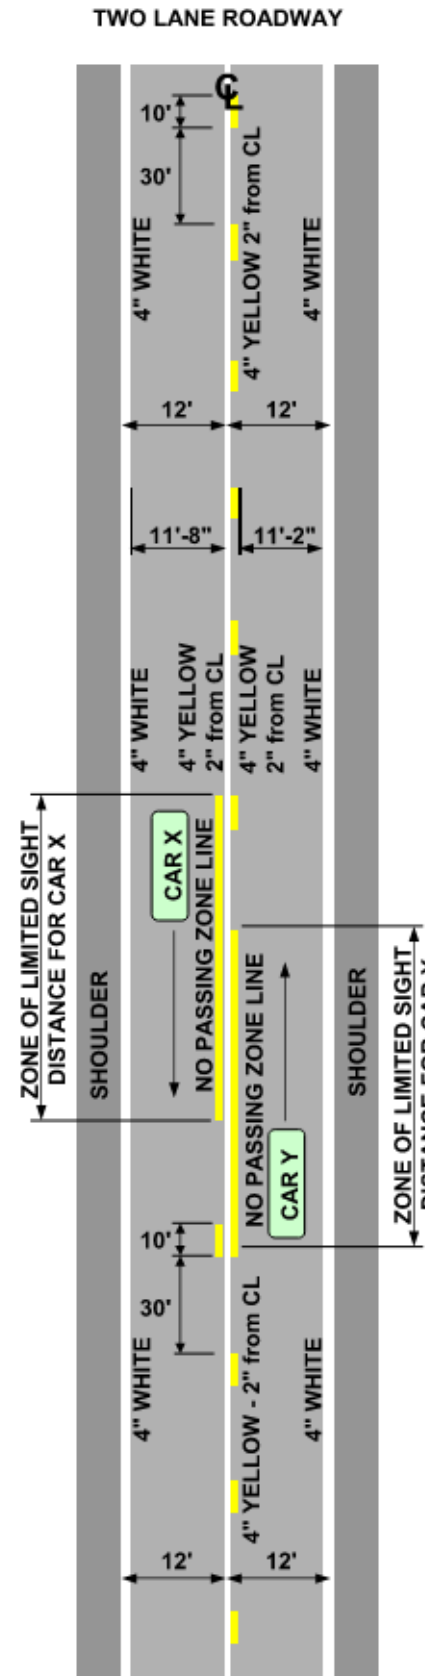 TWO LANE ROADWAY
CL
10'
30'
4" WHITE
4" YELLOW 2" from CL
4" WHITE
12'
12'
11'-8"
11'-2"
4" WHITE
4" YELLOW
2" from CL
4" YELLOW
2" from CL
4" WHITE
ZONE OF LIMITED SIGHT
DISTANCE FOR CAR X
SHOULDER
CAR X
NO PASSING ZONE LINE
NO PASSING ZONE LINE
CAR Y
SHOULDER
ZONE OF LIMITED SIGHT
DISTANCE FOR CAR Y
10'
30'
4" WHITE
4" YELLOW - 2" from CL
4" WHITE
12'
12'